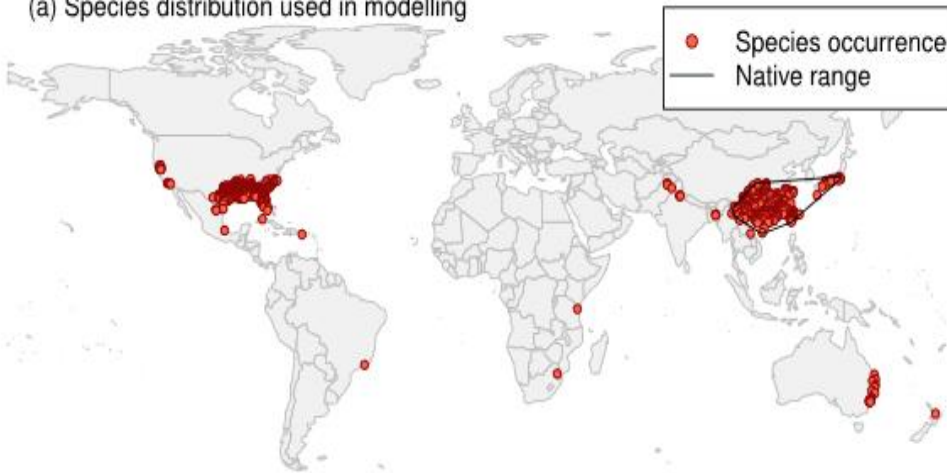 (a) Species distribution used in modelling
Species occurrence
Native range